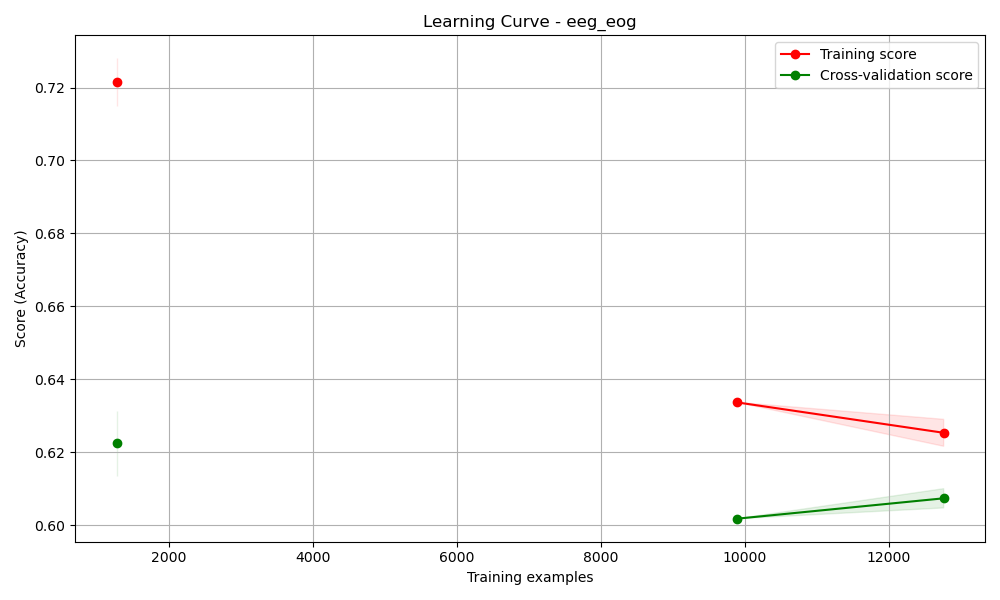 Learning Curve - eeg_eog
Training score
Cross-validation score
Score (Accuracy)
0.72
0.70
0.68
0.66
0.64
0.62
0.60
2000 4000 6000 8000 10000 12000
Training examples